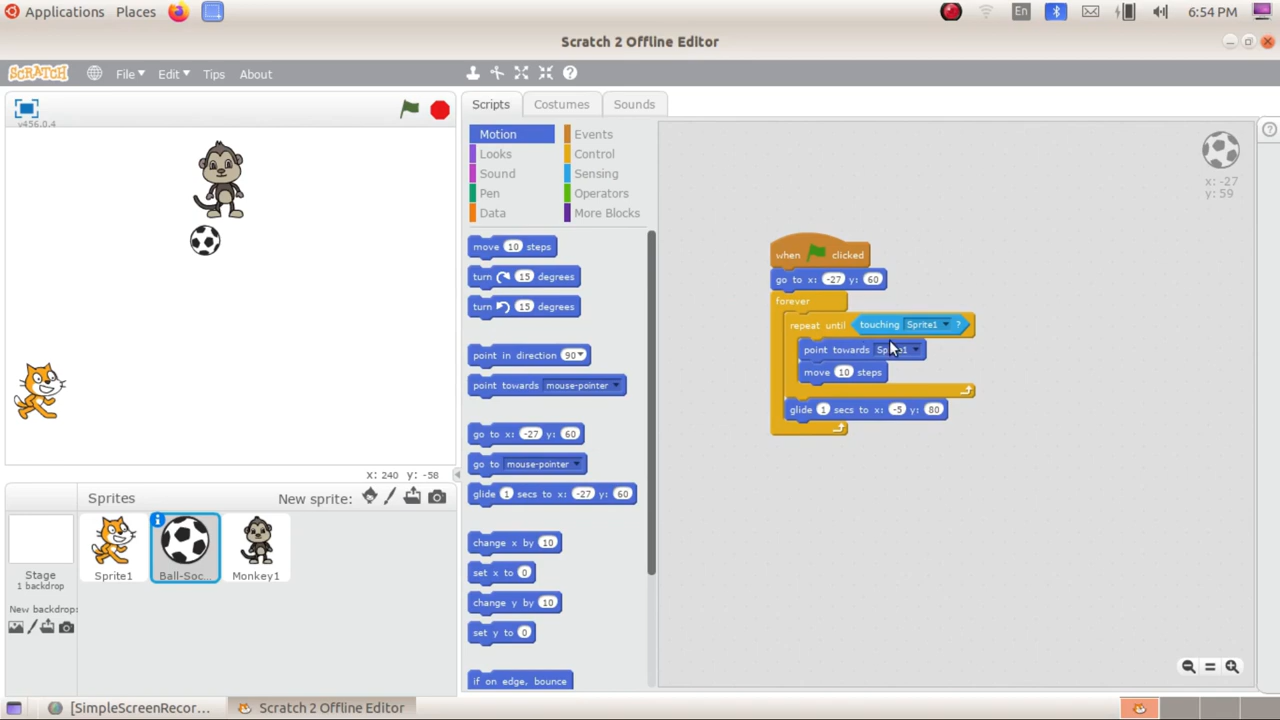 Applications Places En 6:54 PM
Scratch 2 Offline Editor
SCRATCH File Edit Tips About
v456.0.4
Scripts Costumes Sounds
Motion Events
Looks Control
Sound Sensing
Pen Operators
Data More Blocks
move 10 steps
turn 15 degrees
turn 15 degrees
point in direction 90
point towards mouse-pointer
go to x: -27 y: 60
go to mouse-pointer
glide 1 secs to x: -27 y: 60
change x by 10
set x to 0
change y by 10
set y to 0
if on edge, bounce
x: -27
y: 59
when clicked
go to x: -27 y: 60
forever
repeat until touching Sprite1 ?
point towards
move 10 steps
glide 1 secs to x: -5 y: 80
x: 240 y: -58
Sprites New sprite:
Stage
1 backdrop
New backdrop:
Sprite1
Ball-Soc...
Monkey1
[SimpleScreenRecor... Scratch 2 Offline Editor